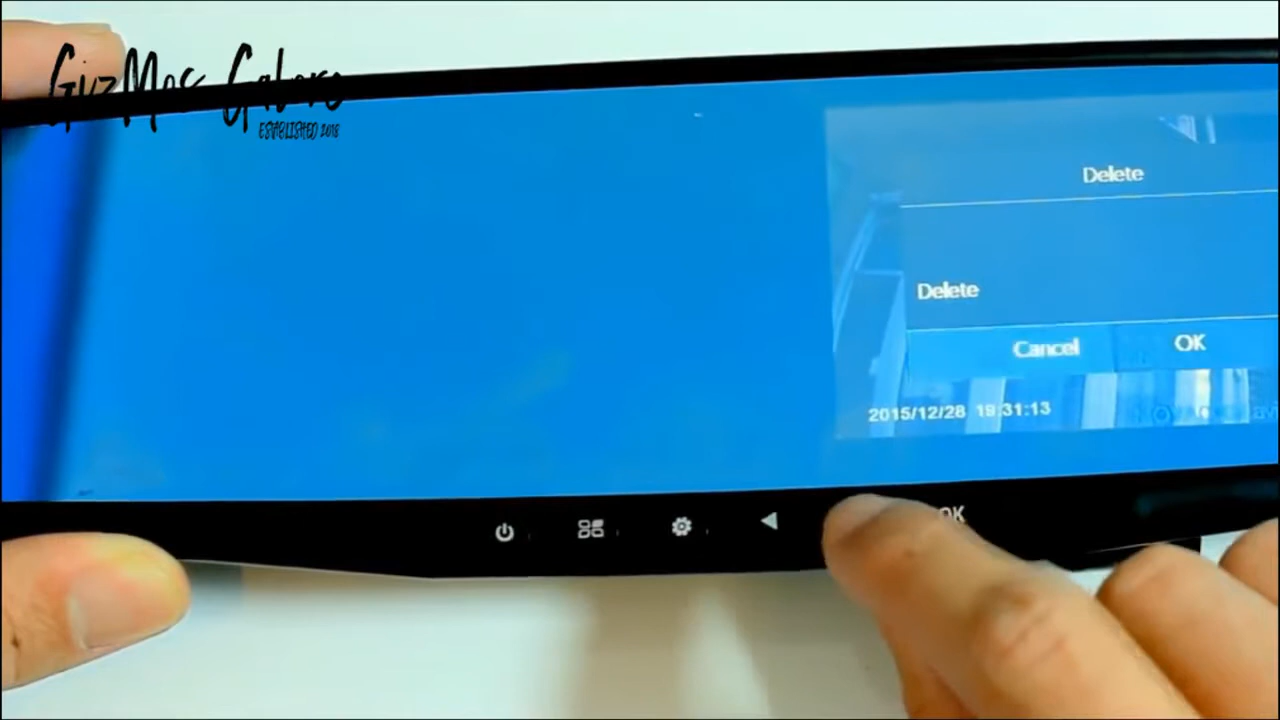 GizMos Galore
ESTABLISHED 2018
Delete
Delete
Cancel OK
2015/12/28 19:31:13
OK